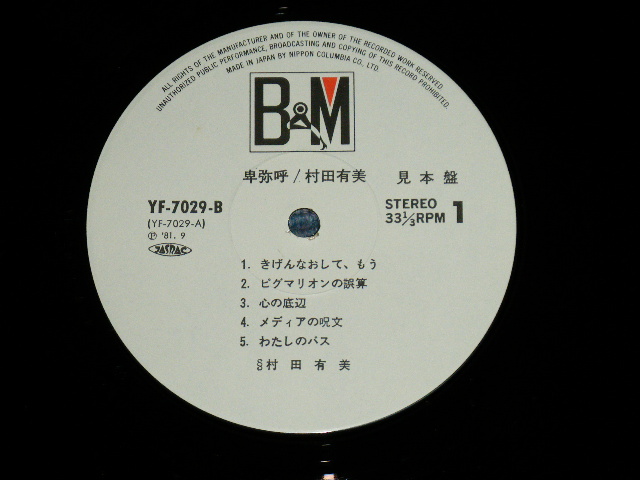 ALL RIGHTS OF THE MANUFACTURER AND OF THE OWNER OF THE RECORDED WORK RESERVED
UNAUTHORIZED PUBLIC PERFORMANCE, BROADCASTING AND COPYING OF THIS RECORD PROHIBITED.
MADE IN JAPAN BY NIPPON COLUMBIA CO., LTD.
B&M
卑弥呼/村田有美 見本盤
YF-7029-B
(YF-7029-A)
Ⓟ '81. 9
JASRAC
STEREO
33⅓RPM 1
1. きげんなおして、もう
2. ピグマリオンの誤算
3. 心の底辺
4. メディアの呪文
5. わたしのバス
§村田有美